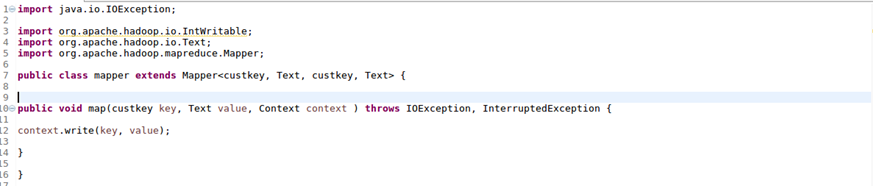 1 import java.io.IOException;
2
3 import org.apache.hadoop.io.IntWritable;
4 import org.apache.hadoop.io.Text;
5 import org.apache.hadoop.mapreduce.Mapper;
6
7 public class mapper extends Mapper<custkey, Text, custkey, Text> {
8
9
10 public void map(custkey key, Text value, Context context ) throws IOException, InterruptedException {
11
12 context.write(key, value);
13
14 }
15
16 }
17